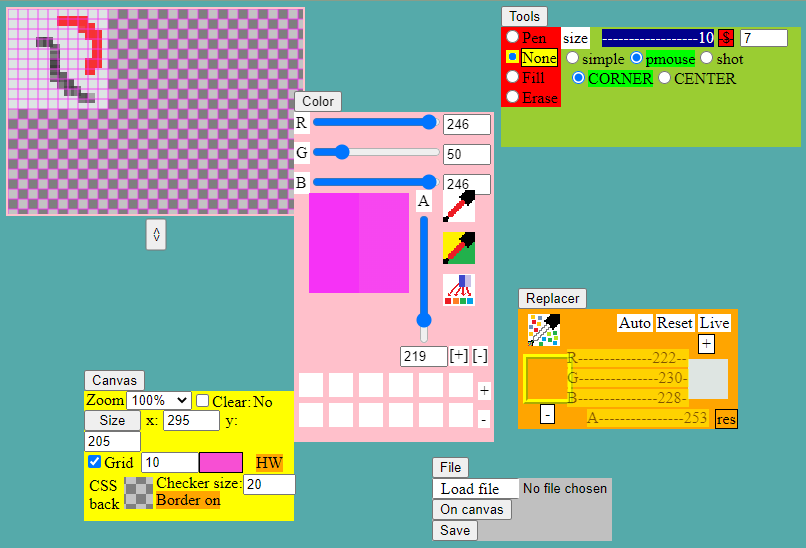 Tools
Pen size ------------------10 $ 7
None simple pmouse shot
Fill CORNER CENTER
Erase
Color
R 246
G 50
B 246
A
219 [+] [-]
+
-
<>
Replacer
Auto Reset Live
+
R--------------222--
G--------------230-
B--------------228-
-
A---------------253 res
Canvas
Zoom 100% Clear: No
Size x: 295 y:
205
Grid 10 HW
CSS back
Checker size: 20
Border on
File
Load file No file chosen
On canvas
Save